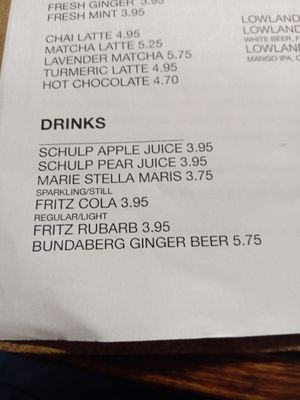 FRESH GINGER 3.95
FRESH MINT 3.95
CHAI LATTE 4.95
MATCHA LATTE 5.25
LAVENDER MATCHA 5.75
TURMERIC LATTE 4.95
HOT CHOCOLATE 4.70
DRINKS
SCHULP APPLE JUICE 3.95
SCHULP PEAR JUICE 3.95
MARIE STELLA MARIS 3.75
SPARKLING/STILL
FRITZ COLA 3.95
REGULAR/LIGHT
FRITZ RUBARB 3.95
BUNDABERG GINGER BEER 5.75
LOWLAND
LOWLAND
WHITE BEER,
LOWLAND
MANGO IPA,